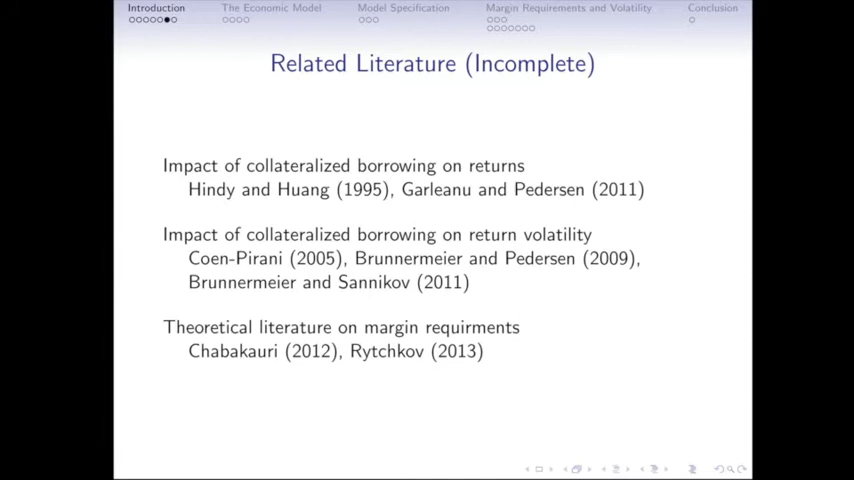 Introduction The Economic Model Model Specification Margin Requirements and Volatility Conclusion
Related Literature (Incomplete)
Impact of collateralized borrowing on returns
Hindy and Huang (1995), Garleanu and Pedersen (2011)
Impact of collateralized borrowing on return volatility
Coen-Pirani (2005), Brunnermeier and Pedersen (2009),
Brunnermeier and Sannikov (2011)
Theoretical literature on margin requirments
Chabakauri (2012), Rytchkov (2013)